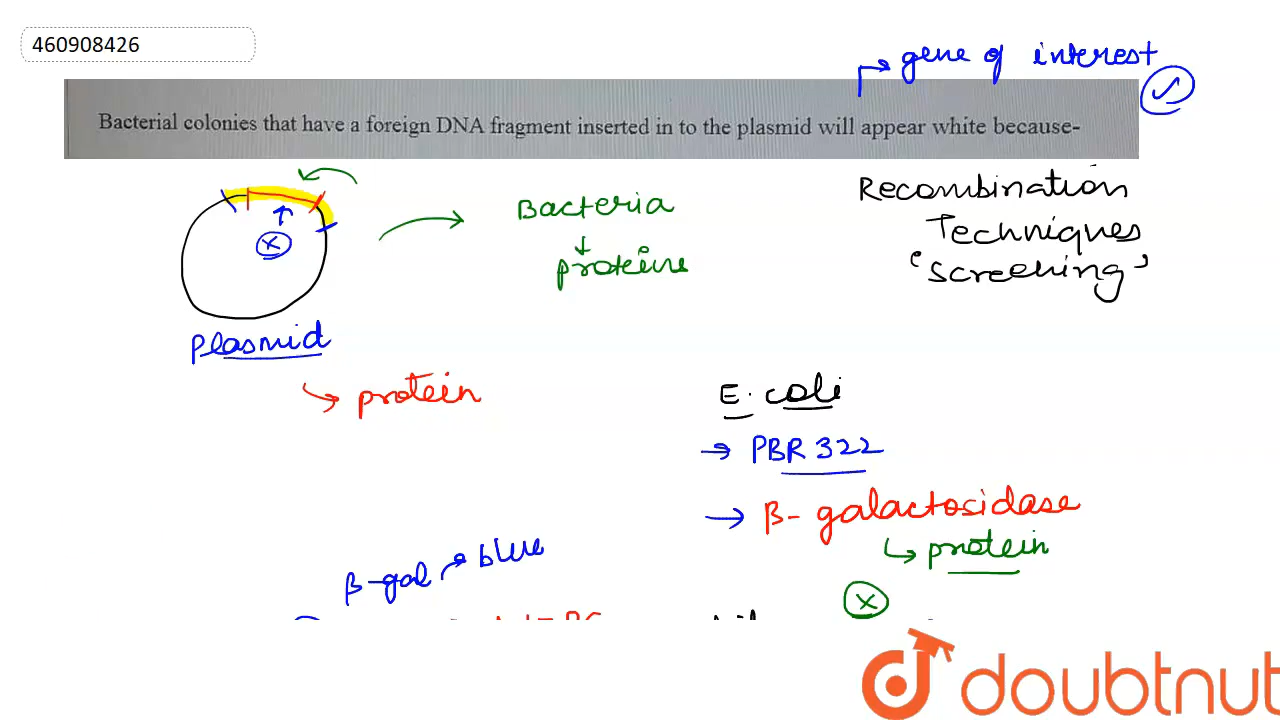 460908426
gene of interest
Bacterial colonies that have a foreign DNA fragment inserted in to the plasmid will appear white because-
Recombination
Techniques
'Screening'
Bacteria
proteins
x
Plasmid
protein
E. coli
PBR 322
β- galactosidase
protein
β-gal → blue
x
doubtnut